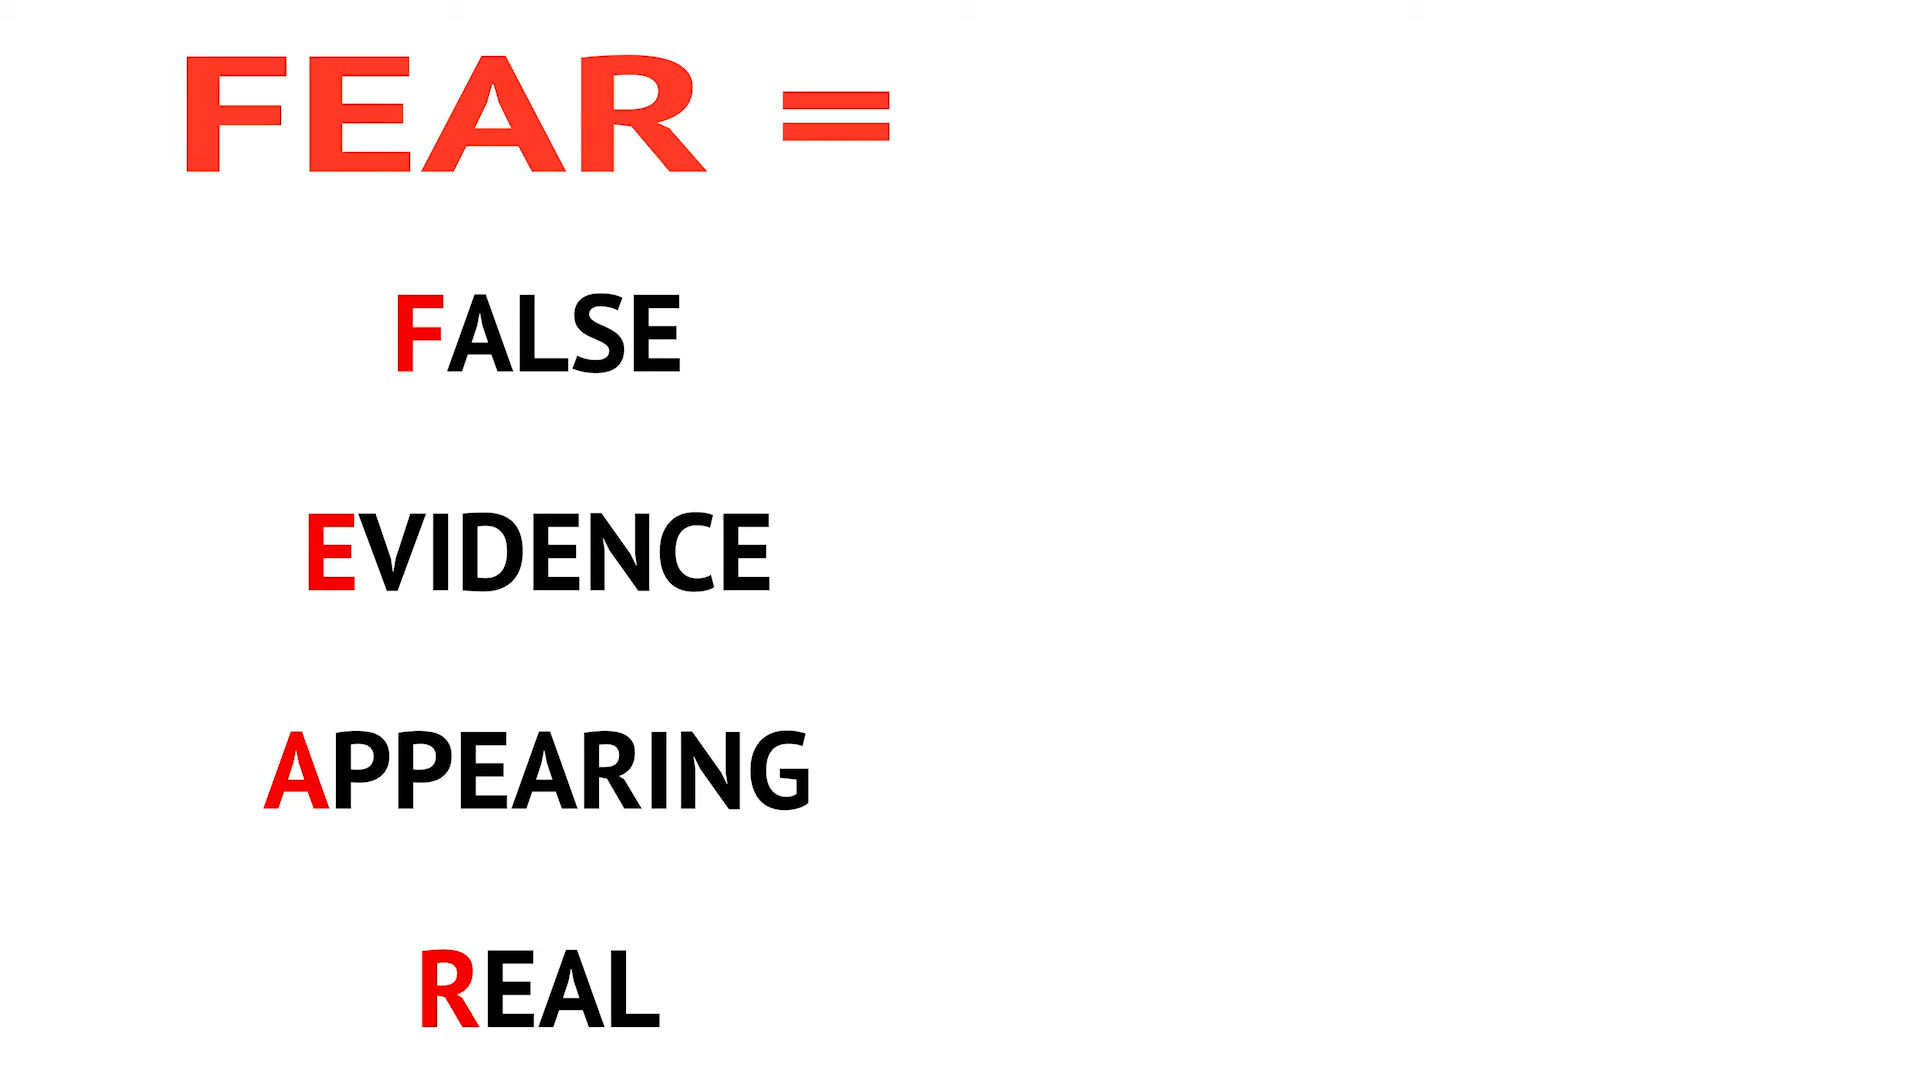 FEAR =
FALSE
EVIDENCE
APPEARING
REAL